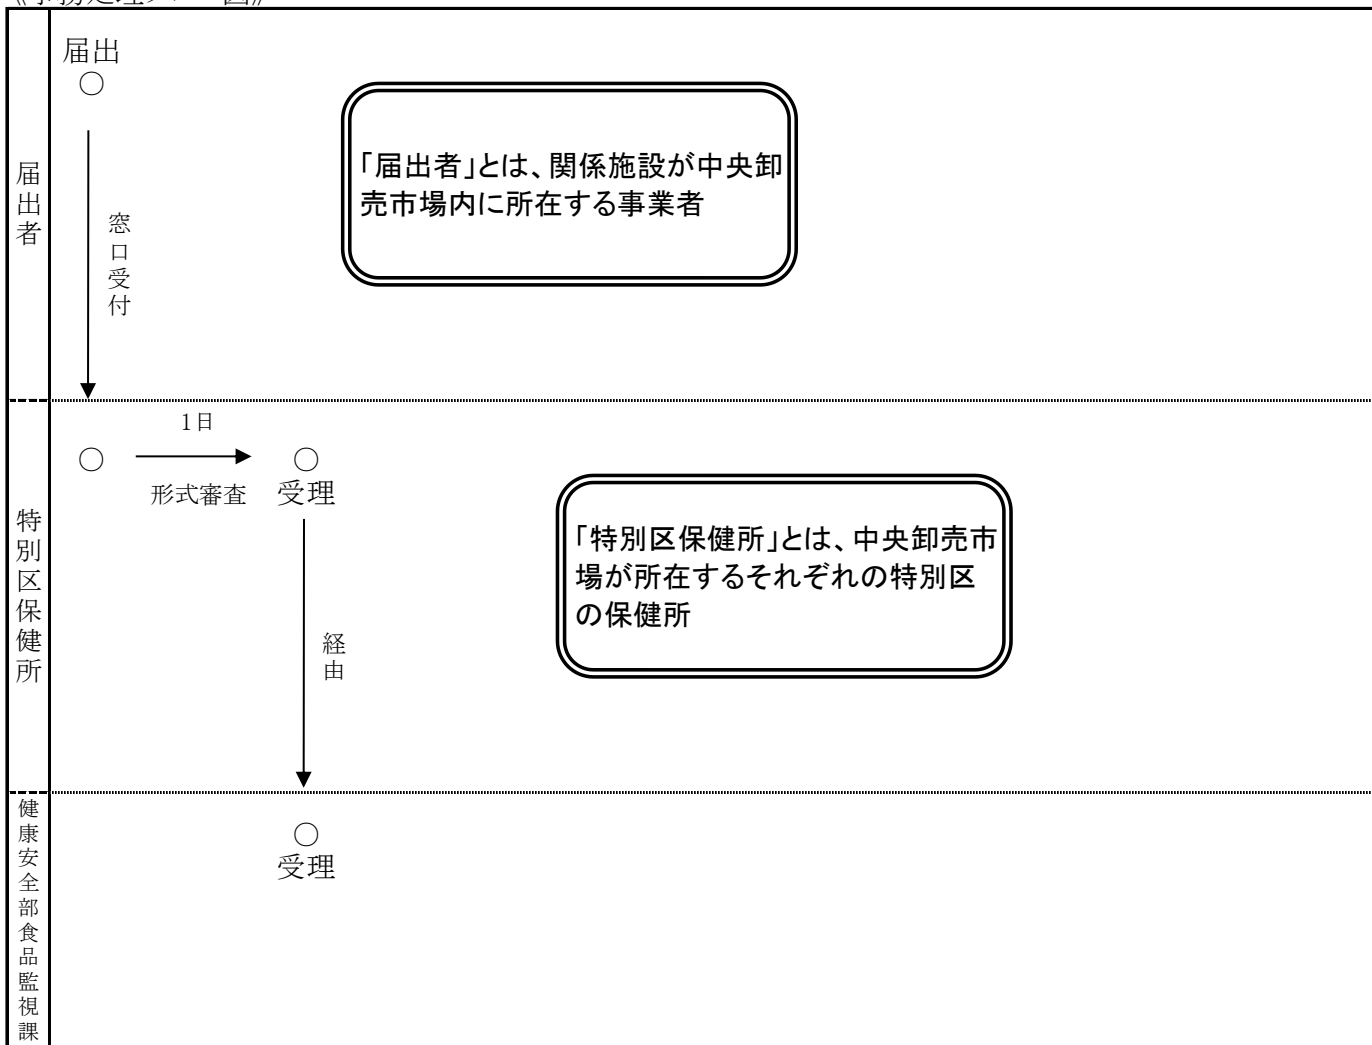 届出者
届出
○
窓口受付
「届出者」とは、関係施設が中央卸
売市場内に所在する事業者
特別区保健所
1日
○
○
形式審査
受理
経由
「特別区保健所」とは、中央卸売市
場が所在するそれぞれの特別区
の保健所
健康安全部食品監視課
○
受理